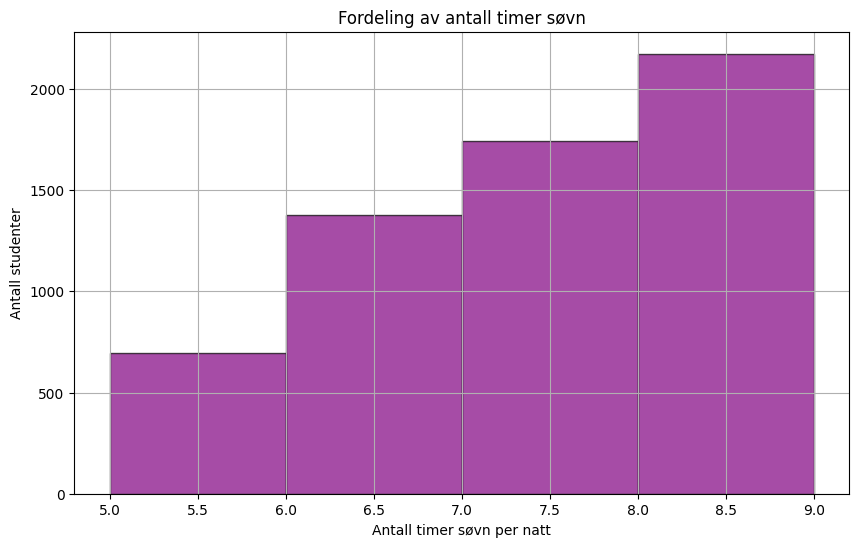 Fordeling av antall timer søvn
Antall studenter
2000
1500
1000
500
0
5.0 5.5 6.0 6.5 7.0 7.5 8.0 8.5 9.0
Antall timer søvn per natt